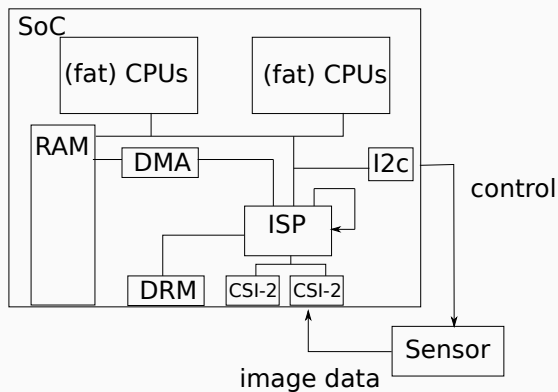 SoC
(fat) CPUs
(fat) CPUs
RAM
DMA
I2c
control
ISP
DRM
CSI-2
CSI-2
Sensor
image data